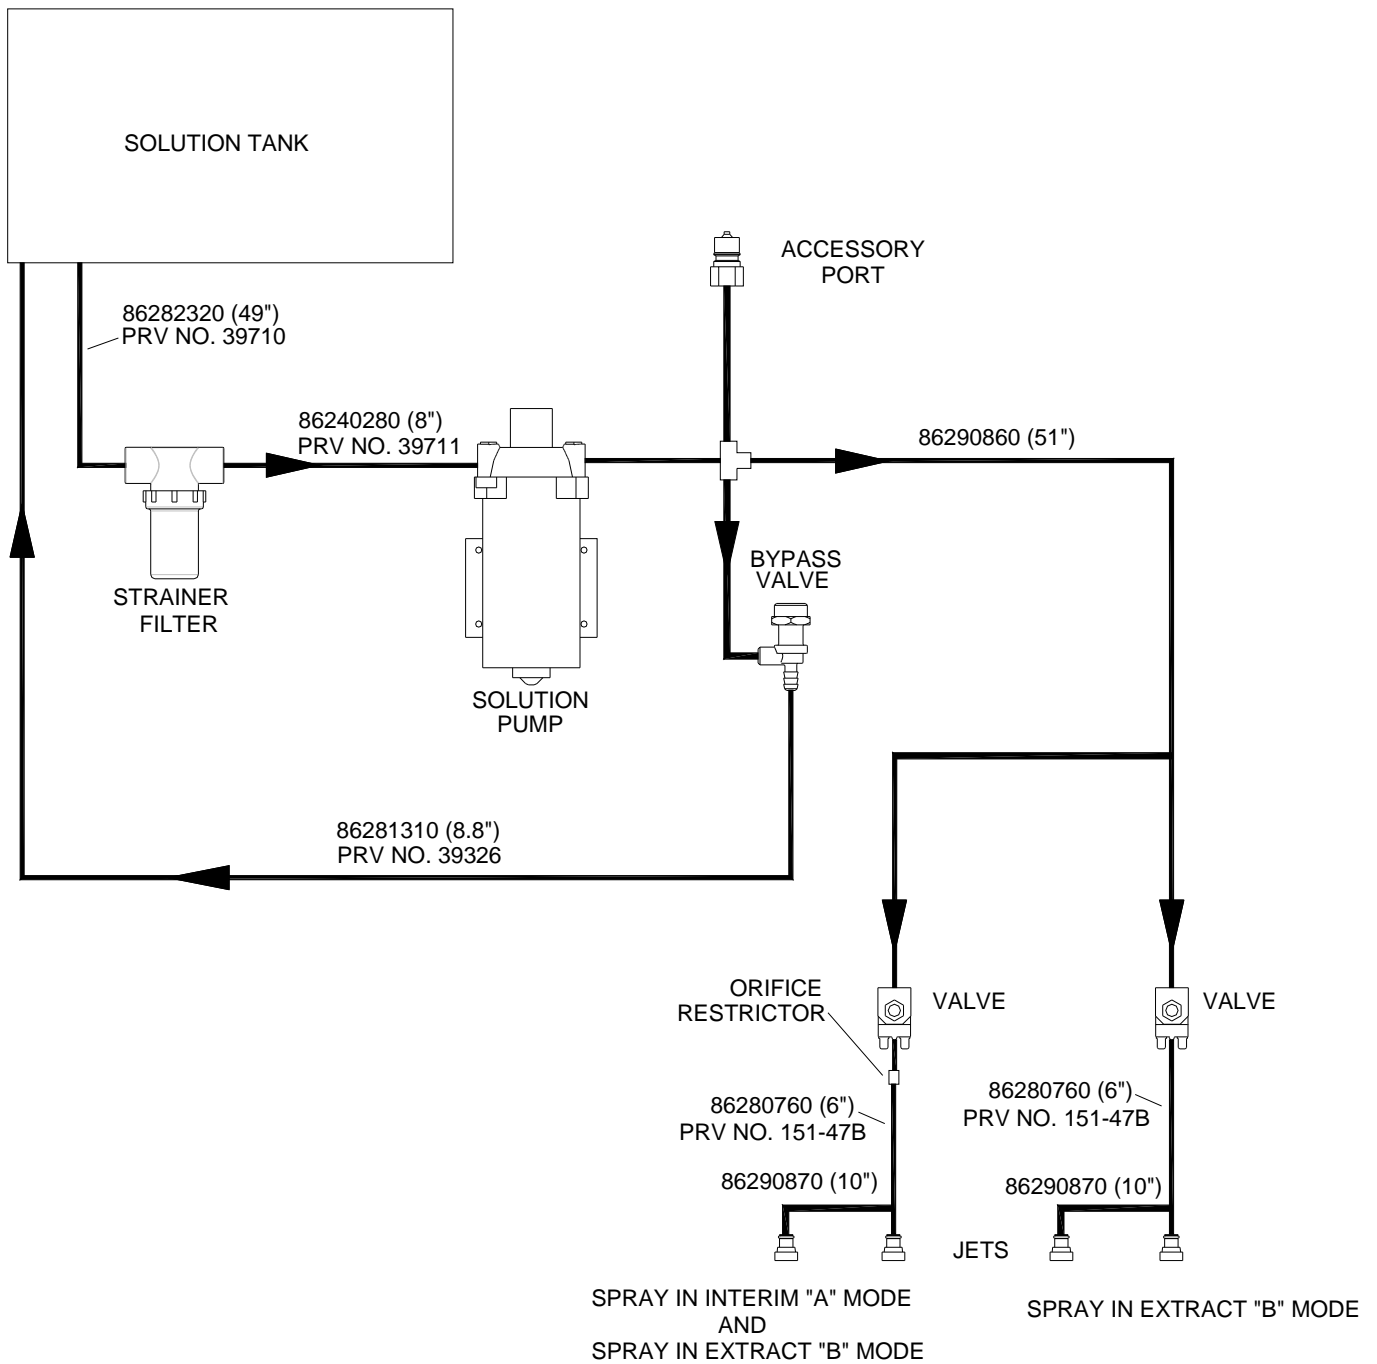 SOLUTION TANK
ACCESSORY
PORT
86282320 (49")
PRV NO. 39710
86240280 (8")
PRV NO. 39711
86290860 (51")
BYPASS
VALVE
STRAINER
FILTER
SOLUTION
PUMP
86281310 (8.8")
PRV NO. 39326
ORIFICE
RESTRICTOR
VALVE
VALVE
86280760 (6")
PRV NO. 151-47B
86280760 (6")
PRV NO. 151-47B
86290870 (10")
86290870 (10")
JETS
SPRAY IN INTERIM "A" MODE
AND
SPRAY IN EXTRACT "B" MODE
SPRAY IN EXTRACT "B" MODE